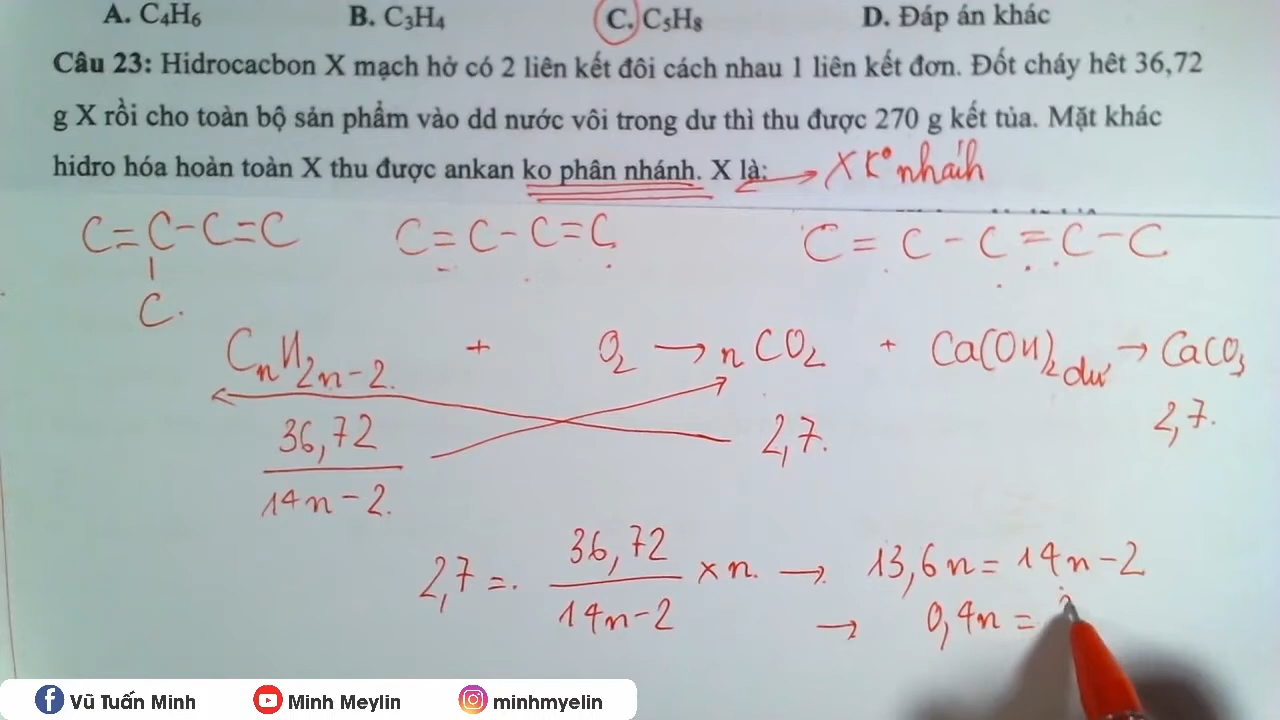 A. C₄H₆ B. C₃H₄ C. C₅H₈ D. Đáp án khác
Câu 23: Hidrocacbon X mạch hở có 2 liên kết đôi cách nhau 1 liên kết đơn. Đốt cháy hêt 36,72
g X rồi cho toàn bộ sản phẩm vào dd nước vôi trong dư thì thu được 270 g kết tủa. Mặt khác
hidro hóa hoàn toàn X thu được ankan ko phân nhánh. X là: → X K° nhánh
C=C-C=C C=C-C=C C=C-C=C-C
C
CₙH₂ₙ₋₂ + O₂ → nCO₂ + Ca(OH)₂ dư → CaCO₃
36,72 2,7. 2,7.
14n-2.
2,7 = 36,72 × n. → 13,6n = 14n-2
14n-2 → 0,4n =
Vũ Tuấn Minh Minh Meylin minhmyelin